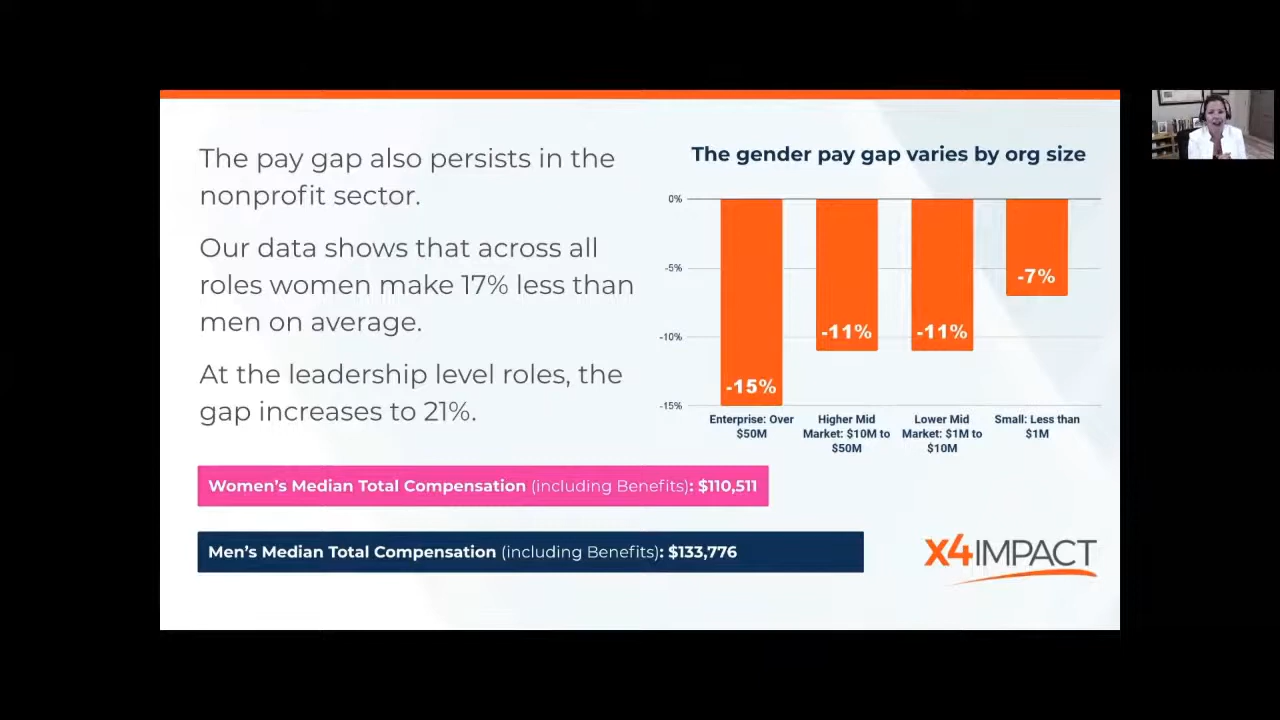 The pay gap also persists in the
nonprofit sector.
Our data shows that across all
roles women make 17% less than
men on average.
At the leadership level roles, the
gap increases to 21%.
The gender pay gap varies by org size
0%
-5%
-10%
-15%
-15%
-11%
-11%
-7%
Enterprise: Over
$50M
Higher Mid
Market: $10M to
$50M
Lower Mid
Market: $1M to
$10M
Small: Less than
$1M
Women's Median Total Compensation (including Benefits): $110,511
Men's Median Total Compensation (including Benefits): $133,776
X4IMPACT